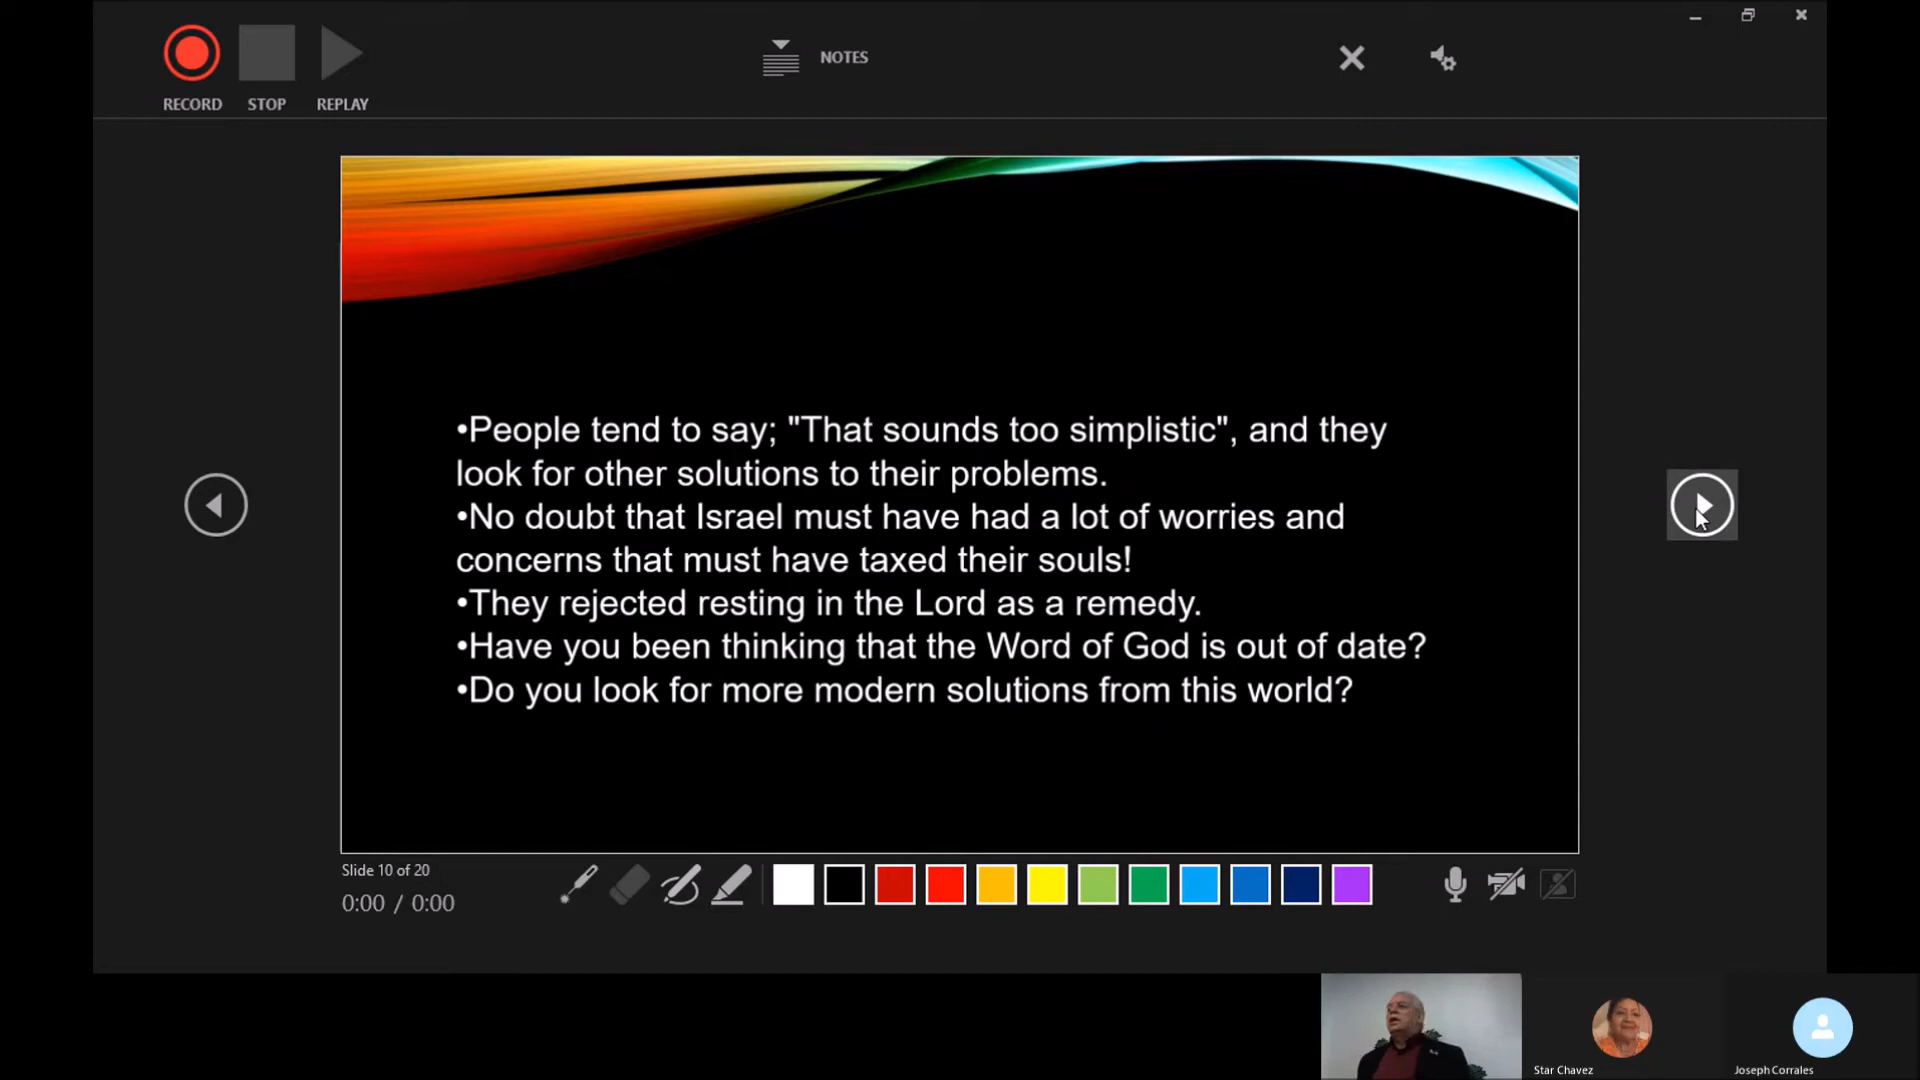 RECORD
STOP
REPLAY
NOTES
•People tend to say; "That sounds too simplistic", and they
look for other solutions to their problems.
•No doubt that Israel must have had a lot of worries and
concerns that must have taxed their souls!
•They rejected resting in the Lord as a remedy.
•Have you been thinking that the Word of God is out of date?
•Do you look for more modern solutions from this world?
Slide 10 of 20
0:00 / 0:00
Star Chavez
Joseph Corrales